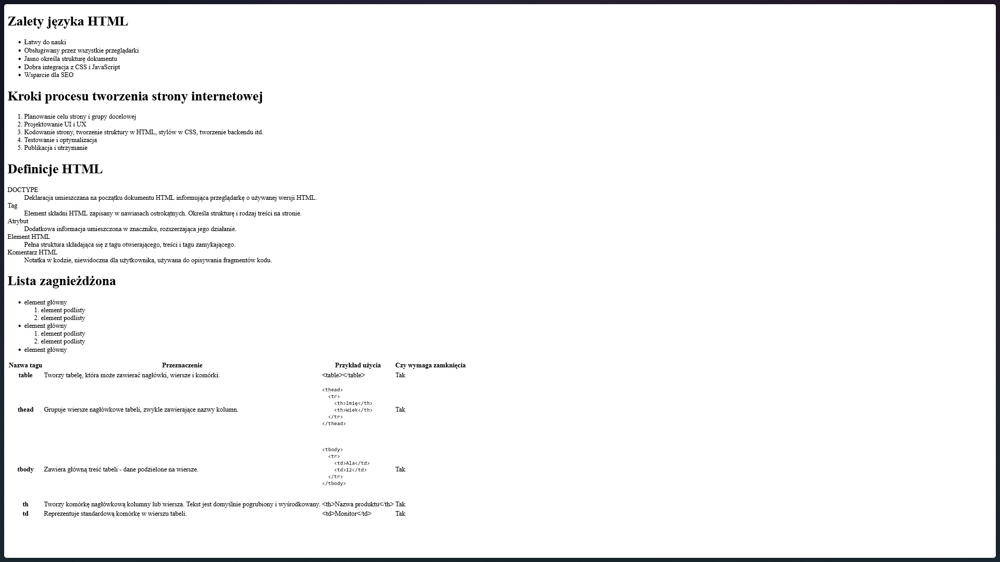 Zalety języka HTML
• Łatwy do nauki
• Obsługiwany przez wszystkie przeglądarki
• Jasno określa strukturę dokumentu
• Dobra integracja z CSS i JavaScript
• Wsparcie dla SEO
Kroki procesu tworzenia strony internetowej
1. Planowanie celu strony i grupy docelowej
2. Projektowanie UI i UX
3. Kodowanie strony, tworzenie struktury w HTML, stylów w CSS, tworzenie backendu itd.
4. Testowanie i optymalizacja
5. Publikacja i utrzymanie
Definicje HTML
DOCTYPE
Deklaracja umieszczana na początku dokumentu HTML informująca przeglądarkę o używanej wersji HTML.
Tag
Element składni HTML zapisany w nawiasach ostrokątnych. Określa strukturę i rodzaj treści na stronie.
Atrybut
Dodatkowa informacja umieszczona w znaczniku, rozszerzająca jego działanie.
Element HTML
Pełna struktura składająca się z tagu otwierającego, treści i tagu zamykającego.
Komentarz HTML
Notatka w kodzie, niewidoczna dla użytkownika, używana do opisywania fragmentów kodu.
Lista zagnieżdżona
• element główny
1. element podlisty
2. element podlisty
• element główny
1. element podlisty
2. element podlisty
• element główny
Nazwa tagu Przeznaczenie Przykład użycia Czy wymaga zamknięcia
table Tworzy tabelę, która może zawierać nagłówki, wiersze i komórki. <table></table> Tak
<thead>
<tr>
<th>Imię</th>
thead Grupuje wiersze nagłówkowe tabeli, zwykle zawierające nazwy kolumn. <th>Wiek</th> Tak
</tr>
</thead>
<tbody>
<tr>
<td>Ala</td>
tbody Zawiera główną treść tabeli - dane podzielone na wiersze. <td>12</td> Tak
</tr>
</tbody>
th Tworzy komórkę nagłówkową kolumny lub wiersza. Tekst jest domyślnie pogrubiony i wyśrodkowany. <th>Nazwa produktu</th> Tak
td Reprezentuje standardową komórkę w wierszu tabeli. <td>Monitor</td> Tak